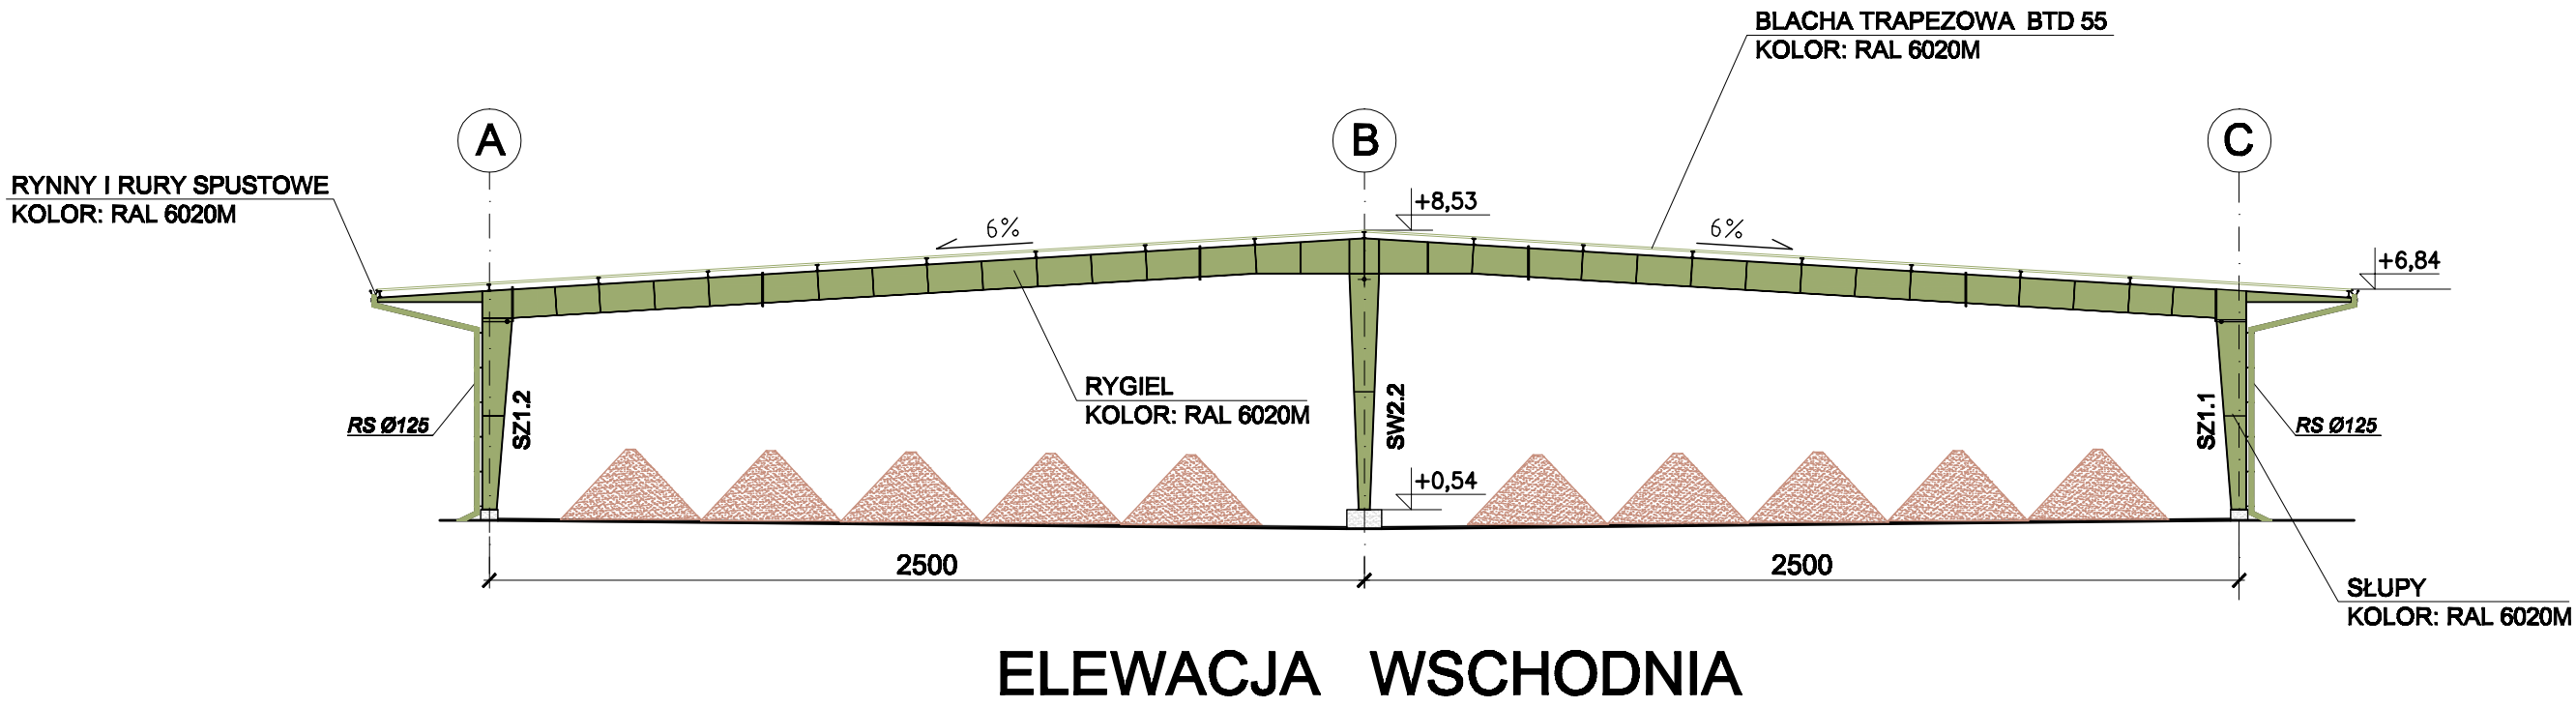 BLACHA TRAPEZOWA BTD 55
KOLOR: RAL 6020M
A
B
C
RYNNY I RURY SPUSTOWE
KOLOR: RAL 6020M
+8,53
6%
6%
+6,84
RYGIEL
KOLOR: RAL 6020M
SZ1.2
SW2.2
SZ1.1
RS Ø125
RS Ø125
+0,54
2500
2500
SŁUPY
KOLOR: RAL 6020M
ELEWACJA WSCHODNIA